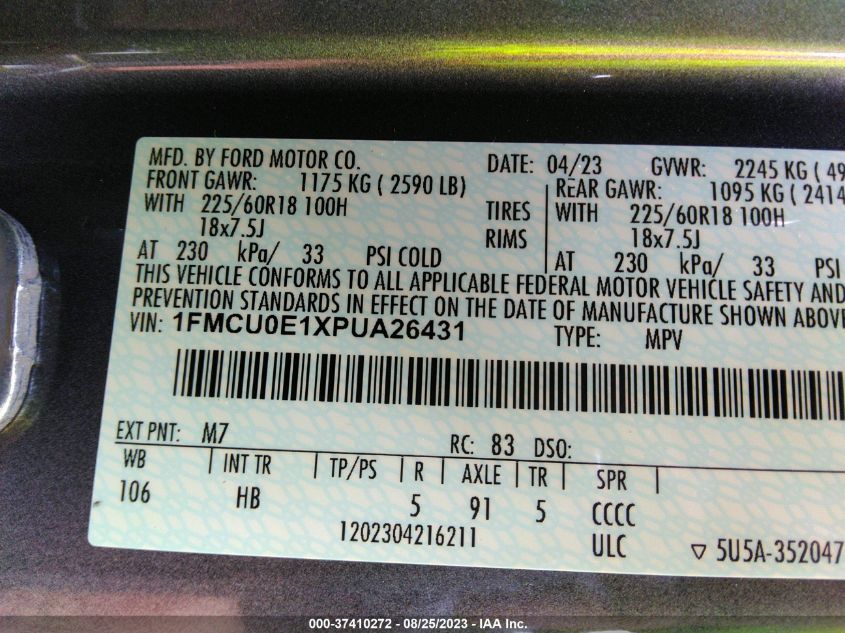 MFD. BY FORD MOTOR CO. DATE: 04/23 GVWR: 2245 KG ( 49
FRONT GAWR: 1175 KG ( 2590 LB) REAR GAWR: 1095 KG ( 2414
WITH 225/60R18 100H TIRES WITH 225/60R18 100H
18x7.5J RIMS 18x7.5J
AT 230 kPa/ 33 PSI COLD AT 230 kPa/ 33 PSI
THIS VEHICLE CONFORMS TO ALL APPLICABLE FEDERAL MOTOR VEHICLE SAFETY AND
PREVENTION STANDARDS IN EFFECT ON THE DATE OF MANUFACTURE SHOWN ABOVE
VIN: 1FMCU0E1XPUA26431 TYPE: MPV
EXT PNT: M7 RC: 83 DSO:
WB | INT TR | TP/PS | R | AXLE | TR | SPR |
106 HB 5 91 5 CCCC
1202304216211 ULC ▽ 5U5A-352047
000-37410272 - 08/25/2023 - IAA Inc.